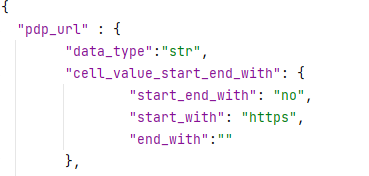 {
"pdp_url" : {
"data_type":"str",
"cell_value_start_end_with": {
"start_end_with": "no",
"start_with": "https",
"end_with":""
},